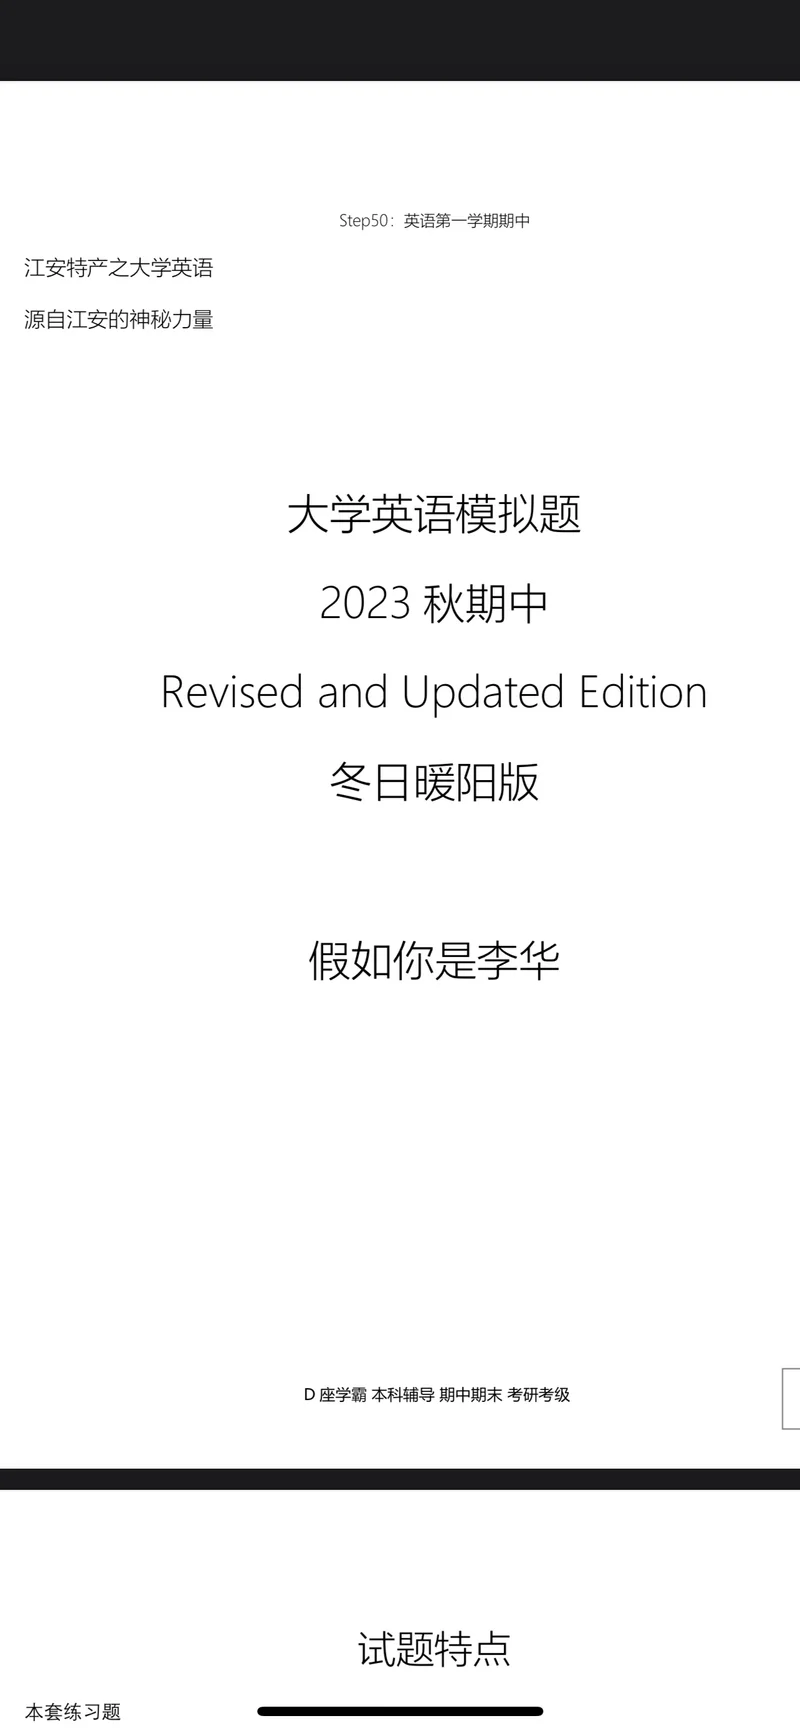 Step50：英语第一学期期中
江安特产之大学英语
源自江安的神秘力量
大学英语模拟题
2023 秋期中
Revised and Updated Edition
冬日暖阳版
假如你是李华
D 座学霸 本科辅导 期中期末 考研考级
试题特点
本套练习题